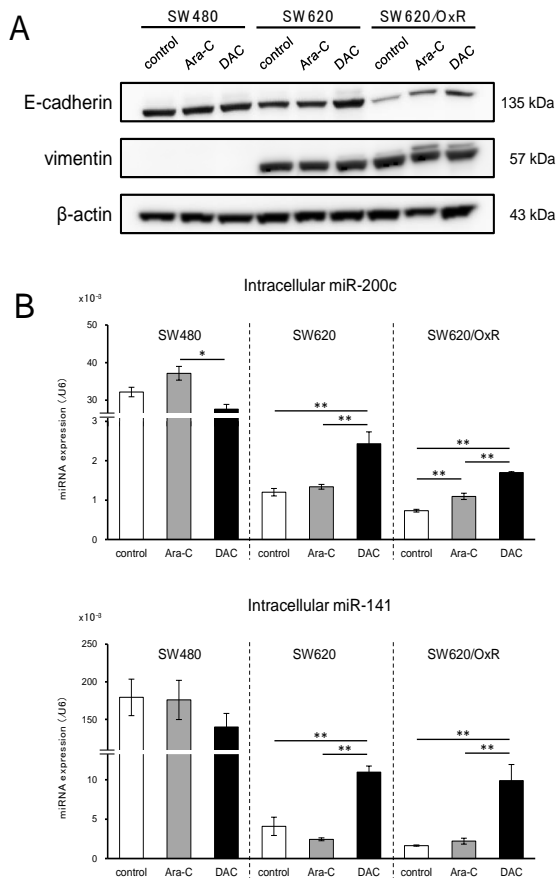 A
SW480 SW620 SW620/OxR
control Ara-C DAC control Ara-C DAC control Ara-C DAC
E-cadherin 135 kDa
vimentin 57 kDa
β-actin 43 kDa
B
Intracellular miR-200c
×10⁻³
SW480 SW620 SW620/OxR
miRNA expression (/U6)
50
40
30
3
2
1
0
* ** ** ** ** **
control Ara-C DAC control Ara-C DAC control Ara-C DAC
Intracellular miR-141
×10⁻³
SW480 SW620 SW620/OxR
miRNA expression (/U6)
250
200
150
10
5
0
** ** ** **
control Ara-C DAC control Ara-C DAC control Ara-C DAC